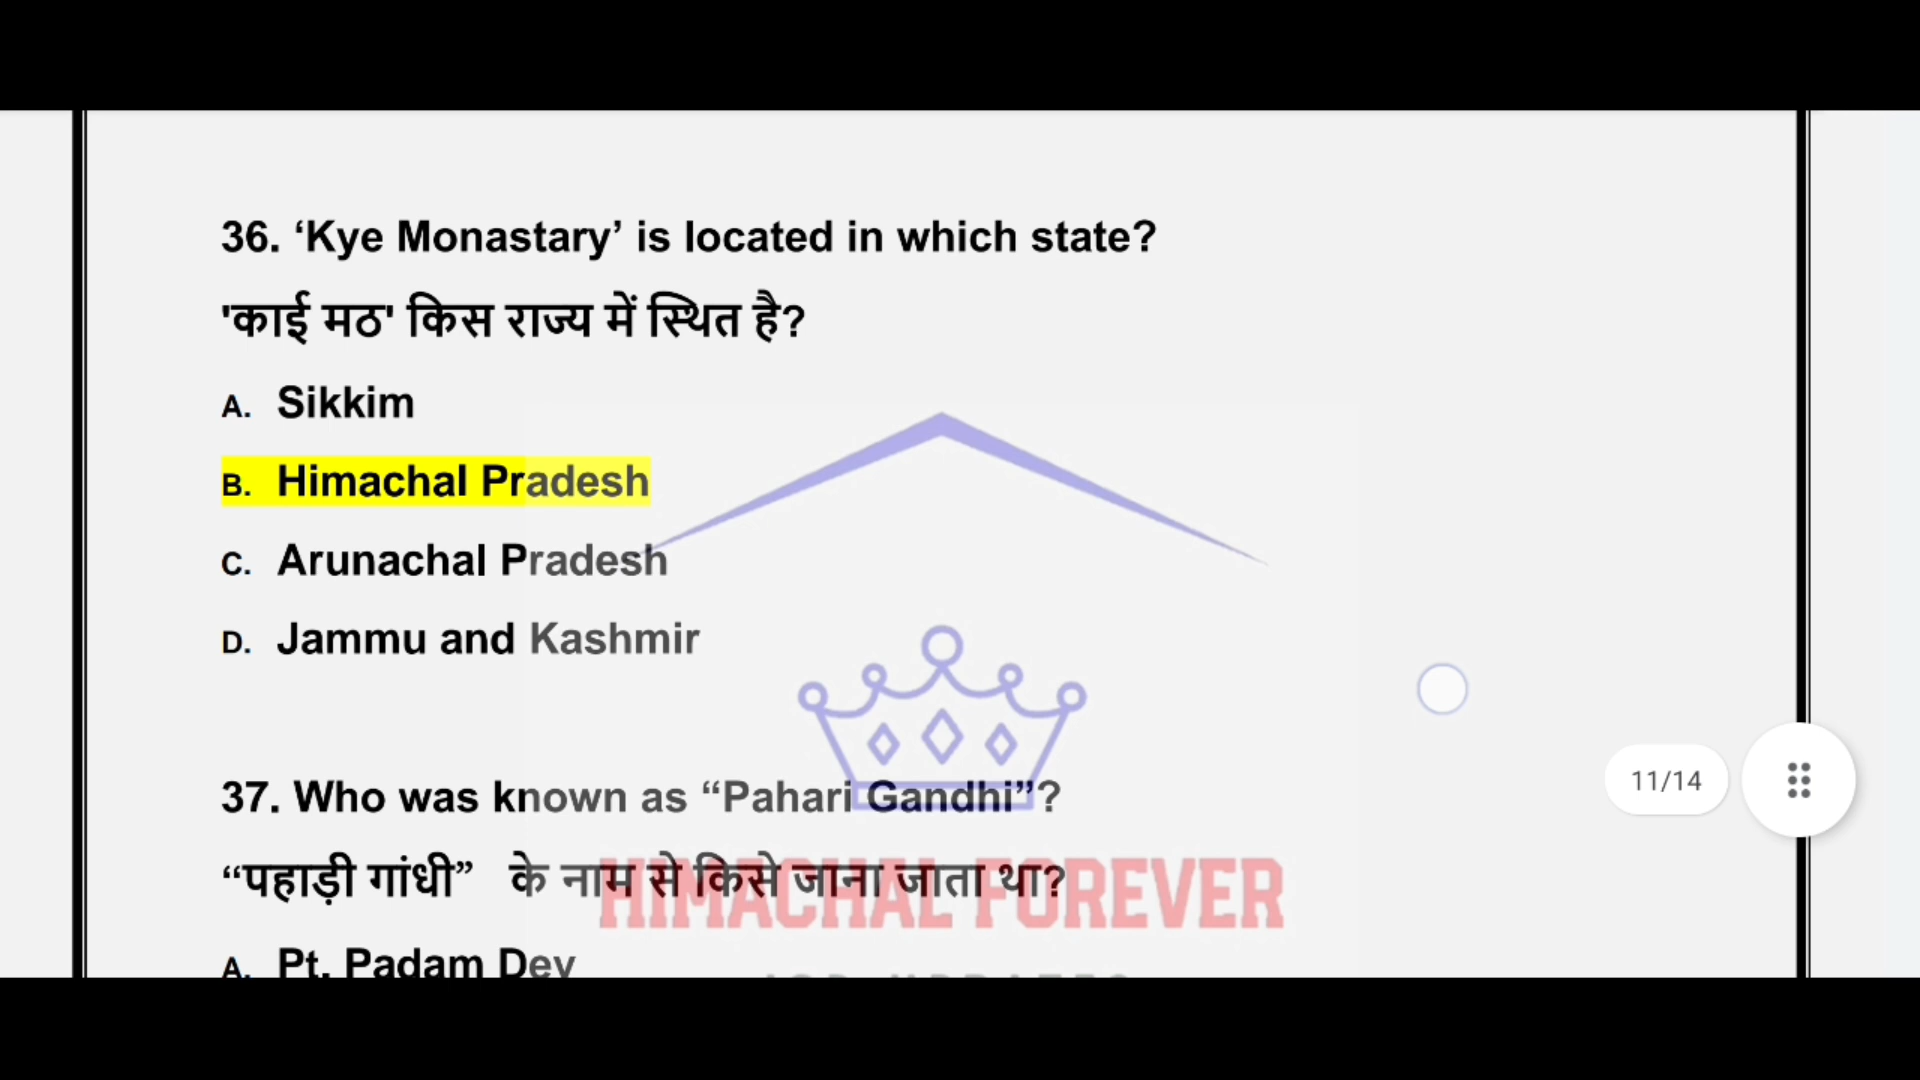 36. ‘Kye Monastary’ is located in which state?
'काई मठ' किस राज्य में स्थित है?
A. Sikkim
B. Himachal Pradesh
C. Arunachal Pradesh
D. Jammu and Kashmir
37. Who was known as “Pahari Gandhi”?
“पहाड़ी गांधी” के नाम से किसे जाना जाता था?
HIMACHAL FOREVER
A. Pt. Padam Dev
11/14